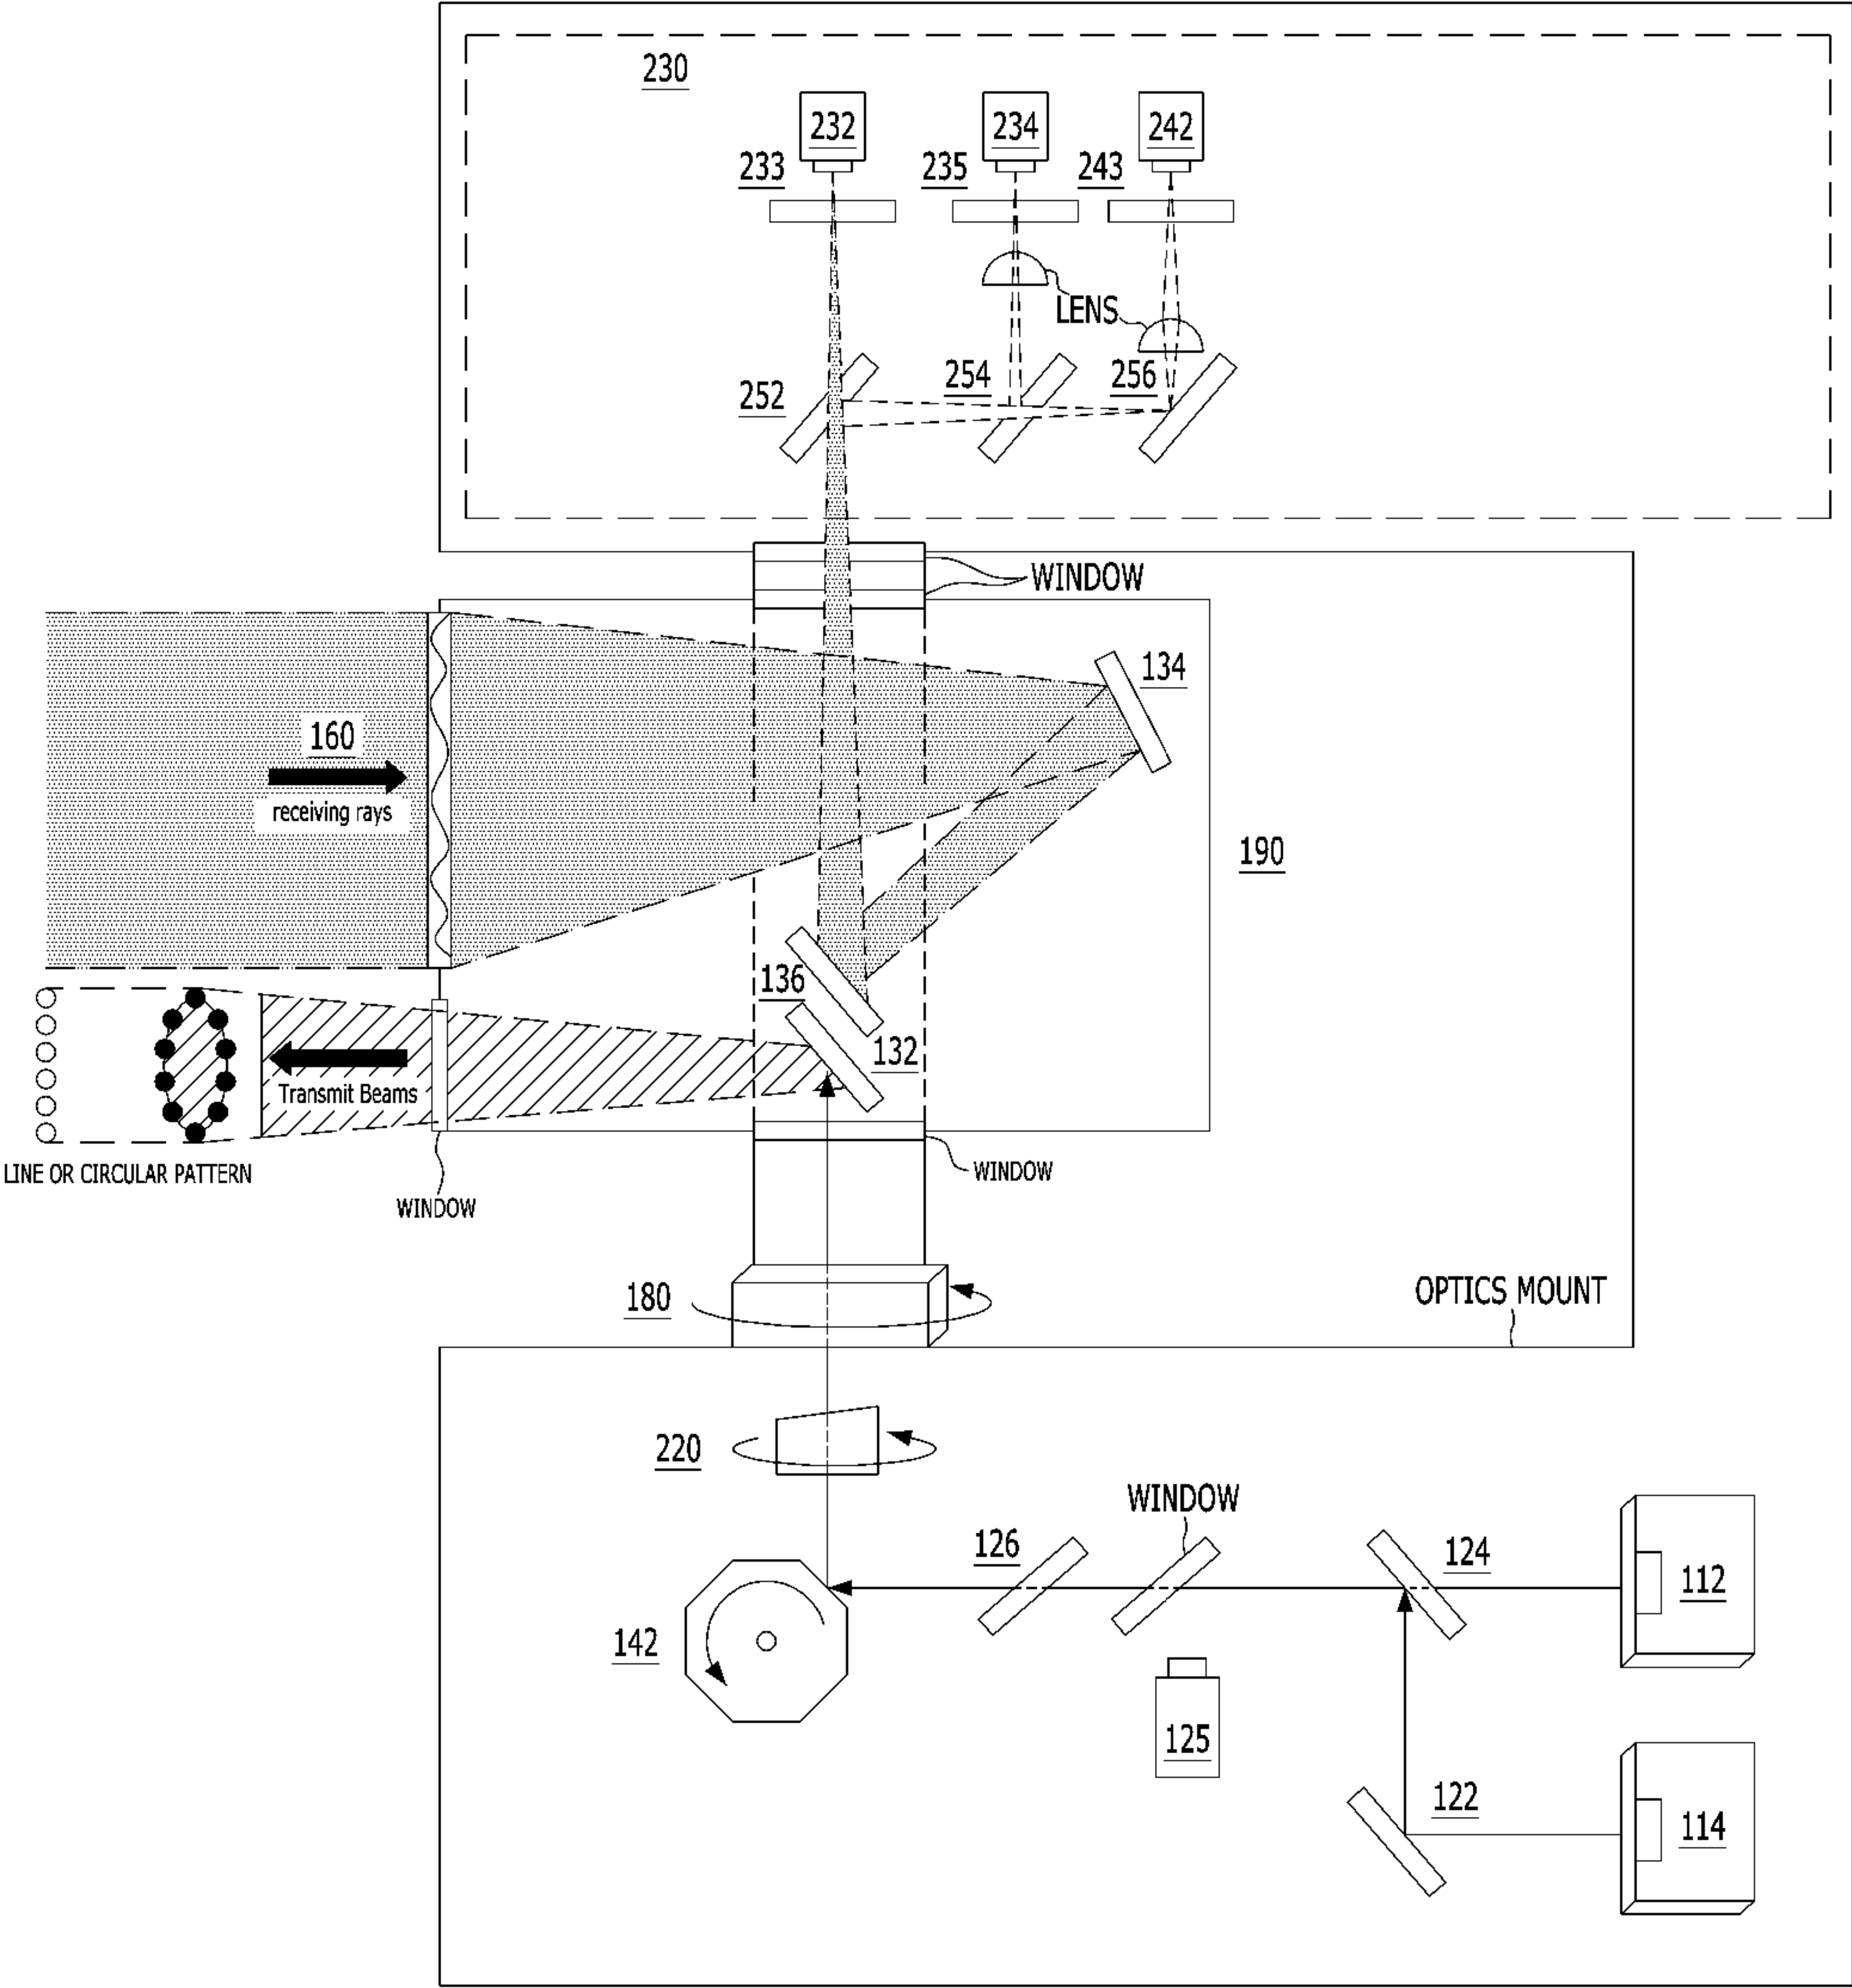 230
232
234
242
233
235
243
LENS
252
254
256
WINDOW
134
160
receiving rays
190
136
132
Transmit Beams
LINE OR CIRCULAR PATTERN
WINDOW
WINDOW
180
OPTICS MOUNT
220
WINDOW
126
124
112
142
125
122
114